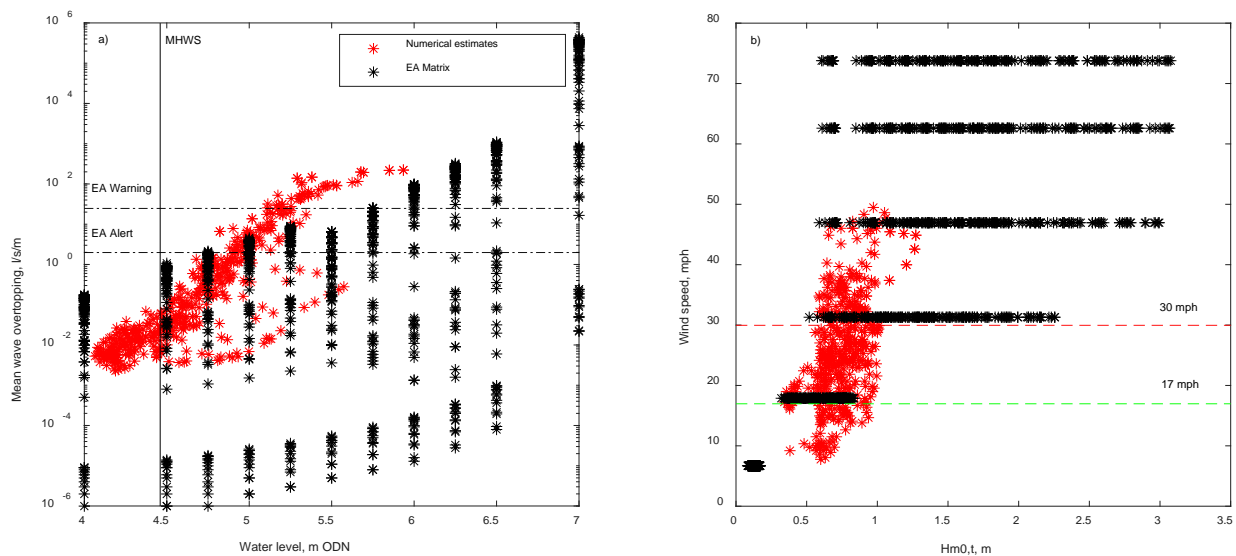 a)
MHWS
Numerical estimates
EA Matrix
EA Warning
EA Alert
10 6
10 4
10 2
10 0
10 -2
10 -4
10 -6
Mean wave overtopping, l/s/m
4
4.5
5
5.5
6
6.5
7
Water level, m ODN
b)
80
70
60
50
40
30
20
10
0
Wind speed, mph
30 mph
17 mph
0
0.5
1
1.5
2
2.5
3
3.5
Hm0,t, m